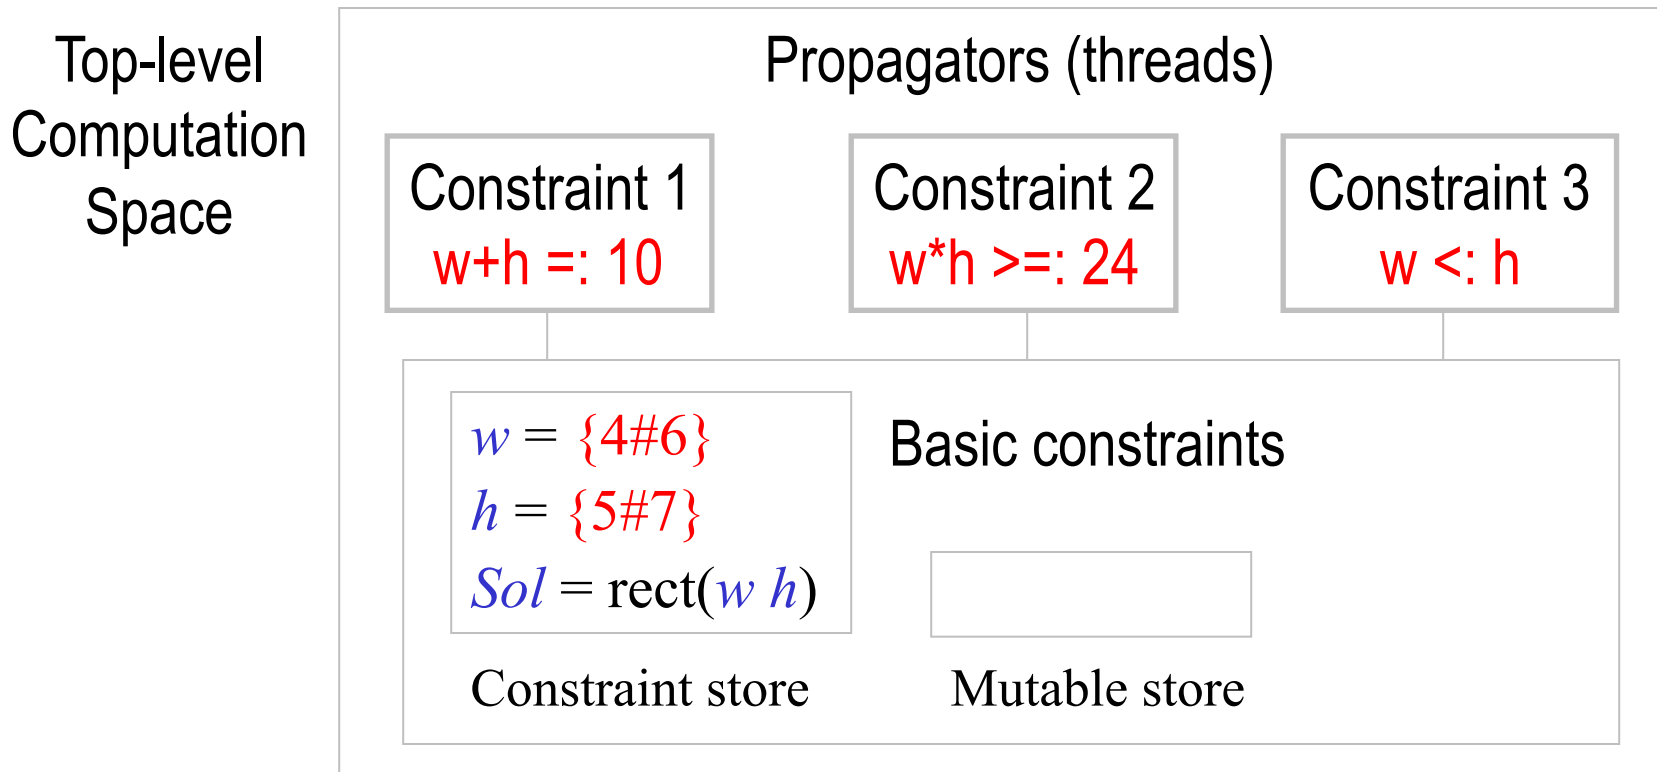 Top-level
Computation
Space
Propagators (threads)
Constraint 1
w+h =: 10
Constraint 2
w*h >=: 24
Constraint 3
w <: h
w = {4#6}
h = {5#7}
Sol = rect(w h)
Basic constraints
Constraint store
Mutable store